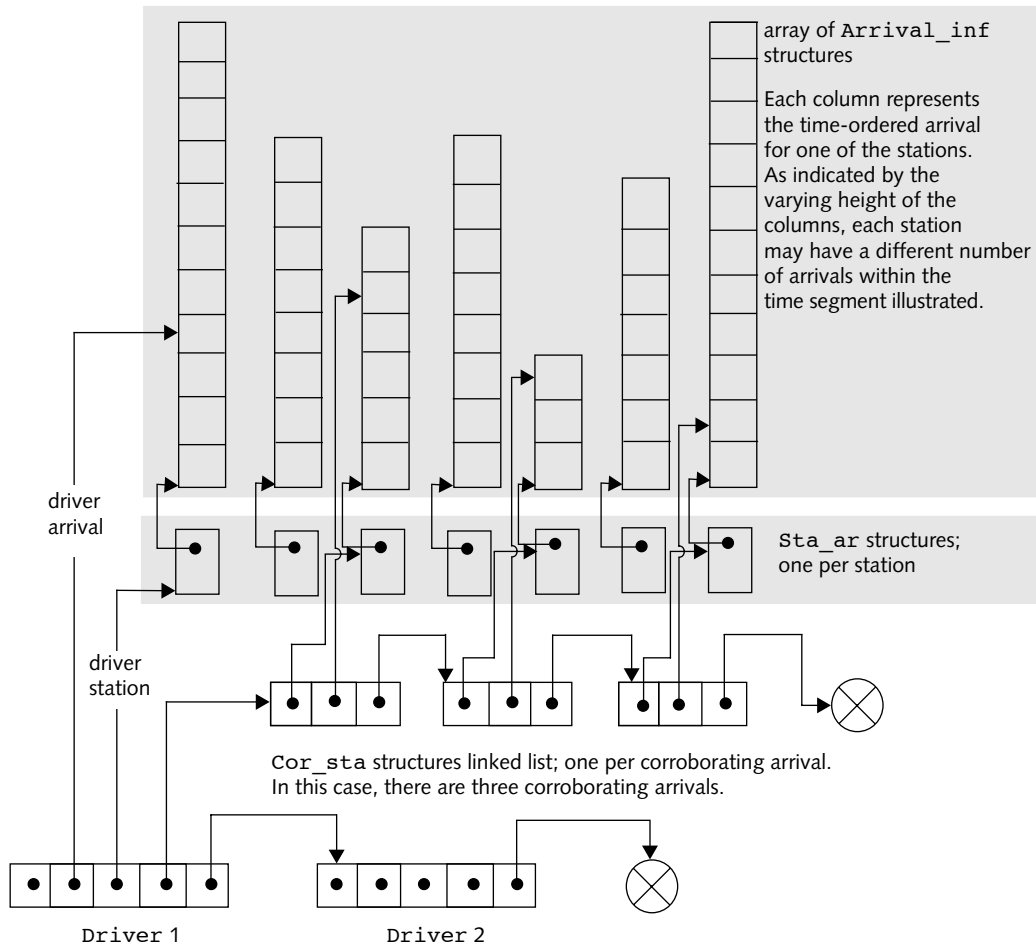 array of Arrival_inf
structures
Each column represents
the time-ordered arrival
for one of the stations.
As indicated by the
varying height of the
columns, each station
may have a different number
of arrivals within the
time segment illustrated.
driver
arrival
Sta_ar structures;
one per station
driver
station
Cor_sta structures linked list; one per corroborating arrival.
In this case, there are three corroborating arrivals.
Driver 1
Driver 2